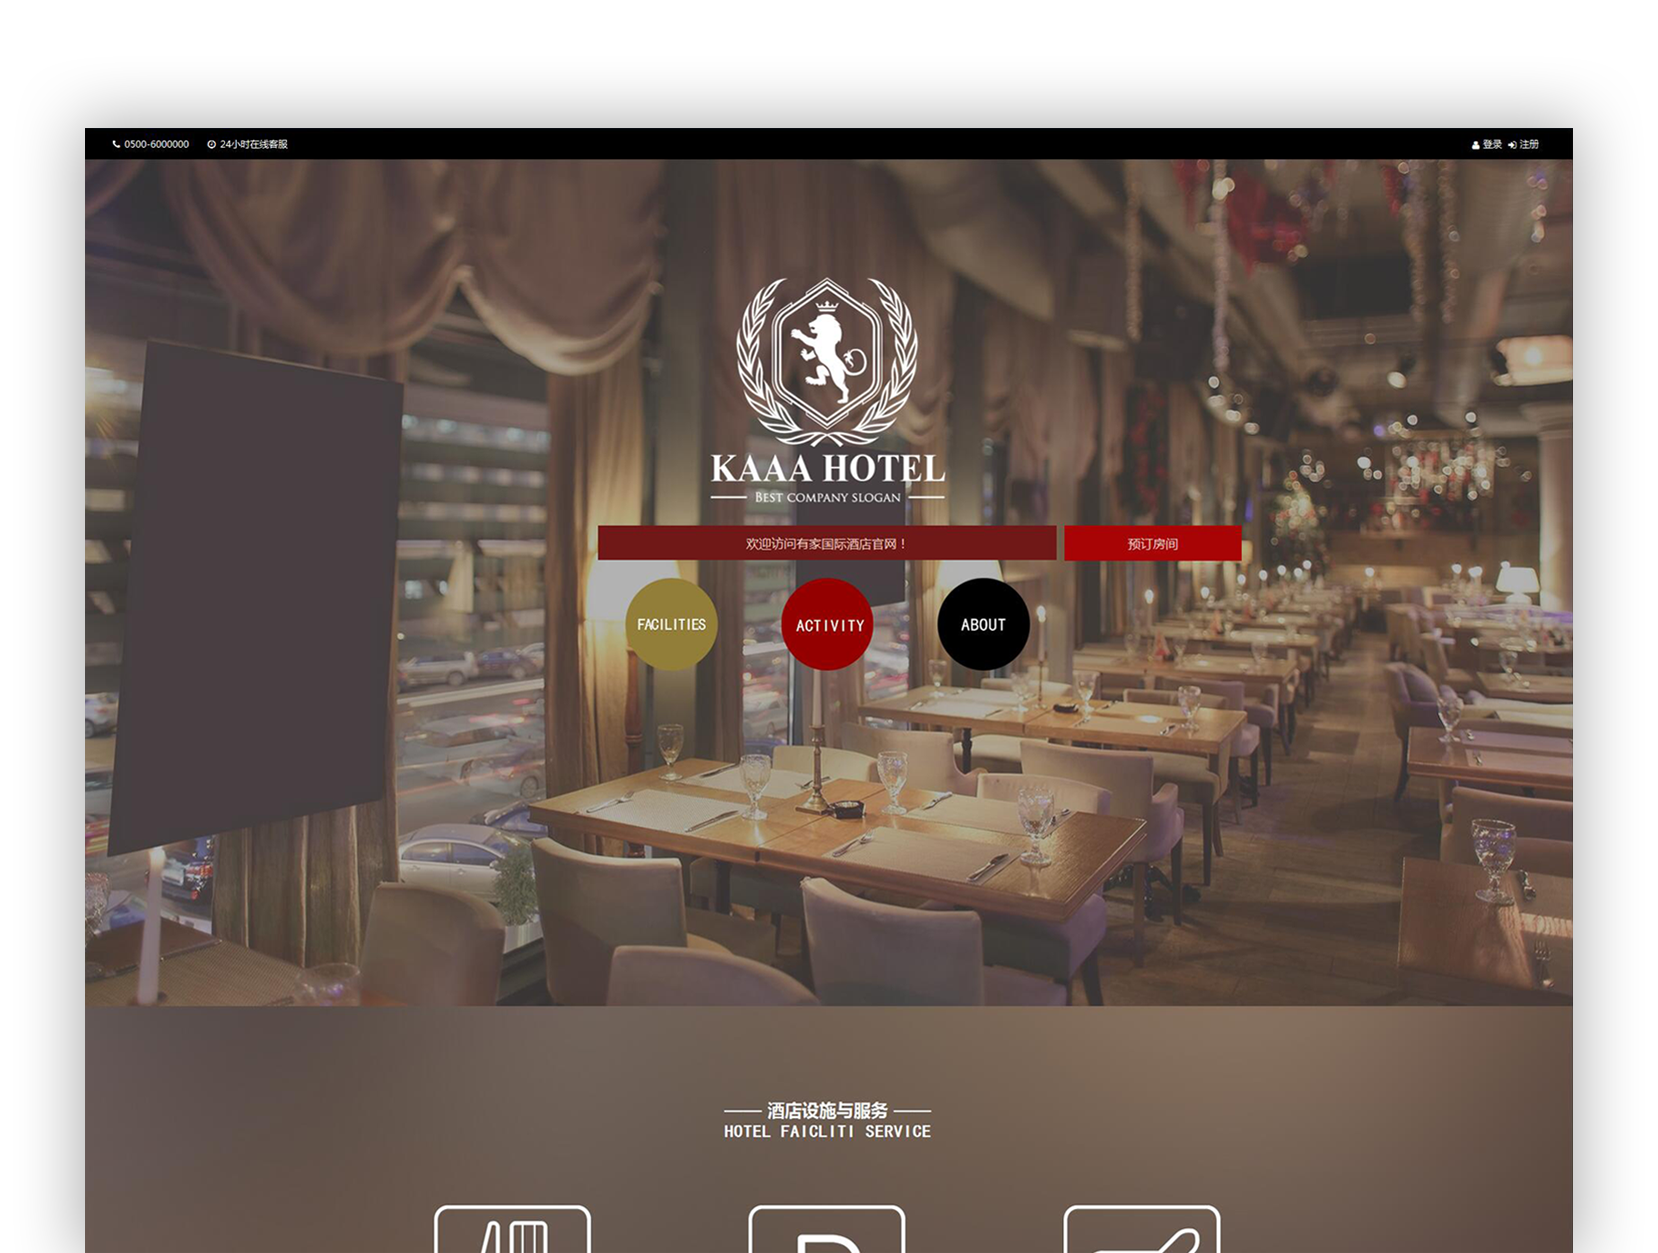 0500-6000000 24小时在线客服 登录 注册
KAAA HOTEL
BEST COMPANY SLOGAN
欢迎访问有家国际酒店官网！ 预订房间
FACILITIES ACTIVITY ABOUT
酒店设施与服务
HOTEL FAICLITI SERVICE